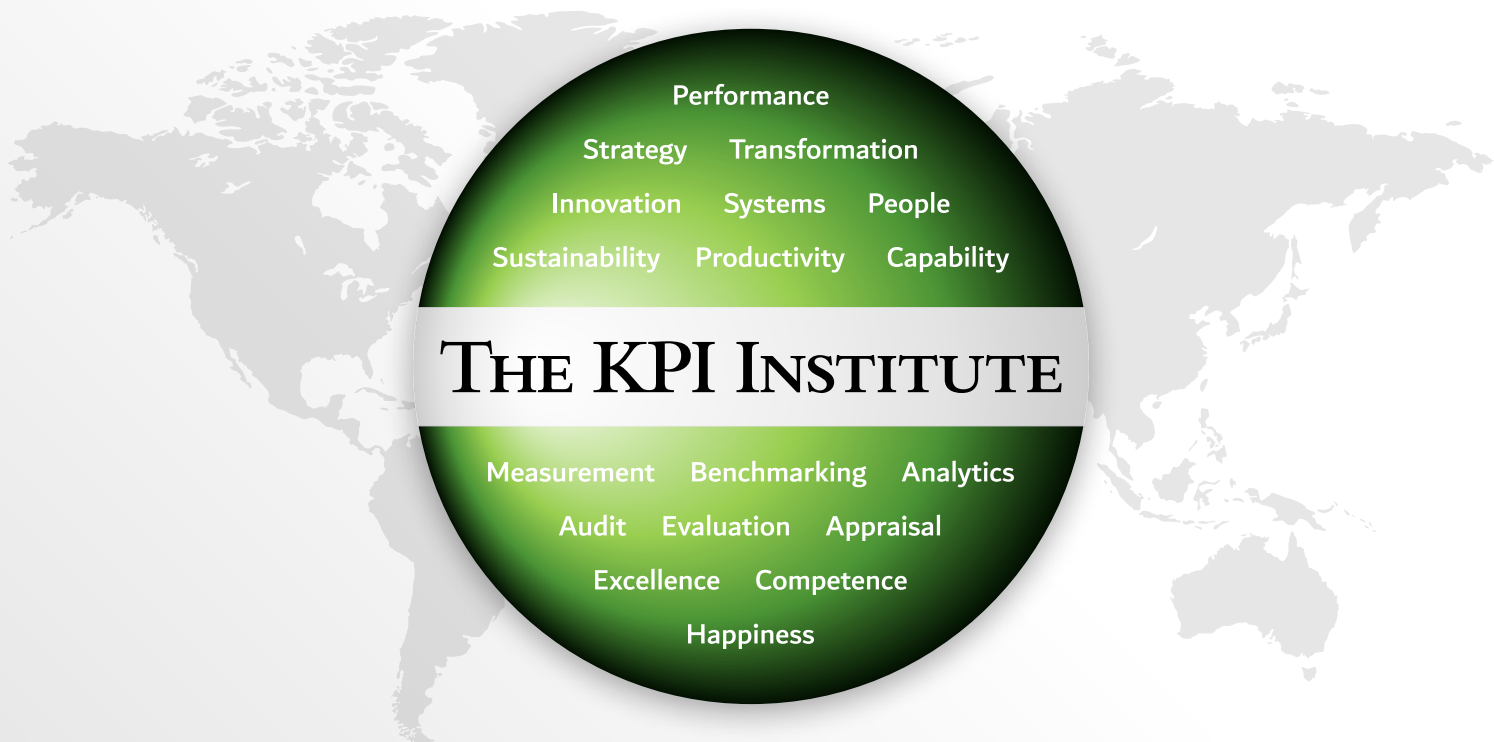 Performance
Strategy Transformation
Innovation Systems People
Sustainability Productivity Capability
The KPI Institute
Measurement Benchmarking Analytics
Audit Evaluation Appraisal
Excellence Competence
Happiness